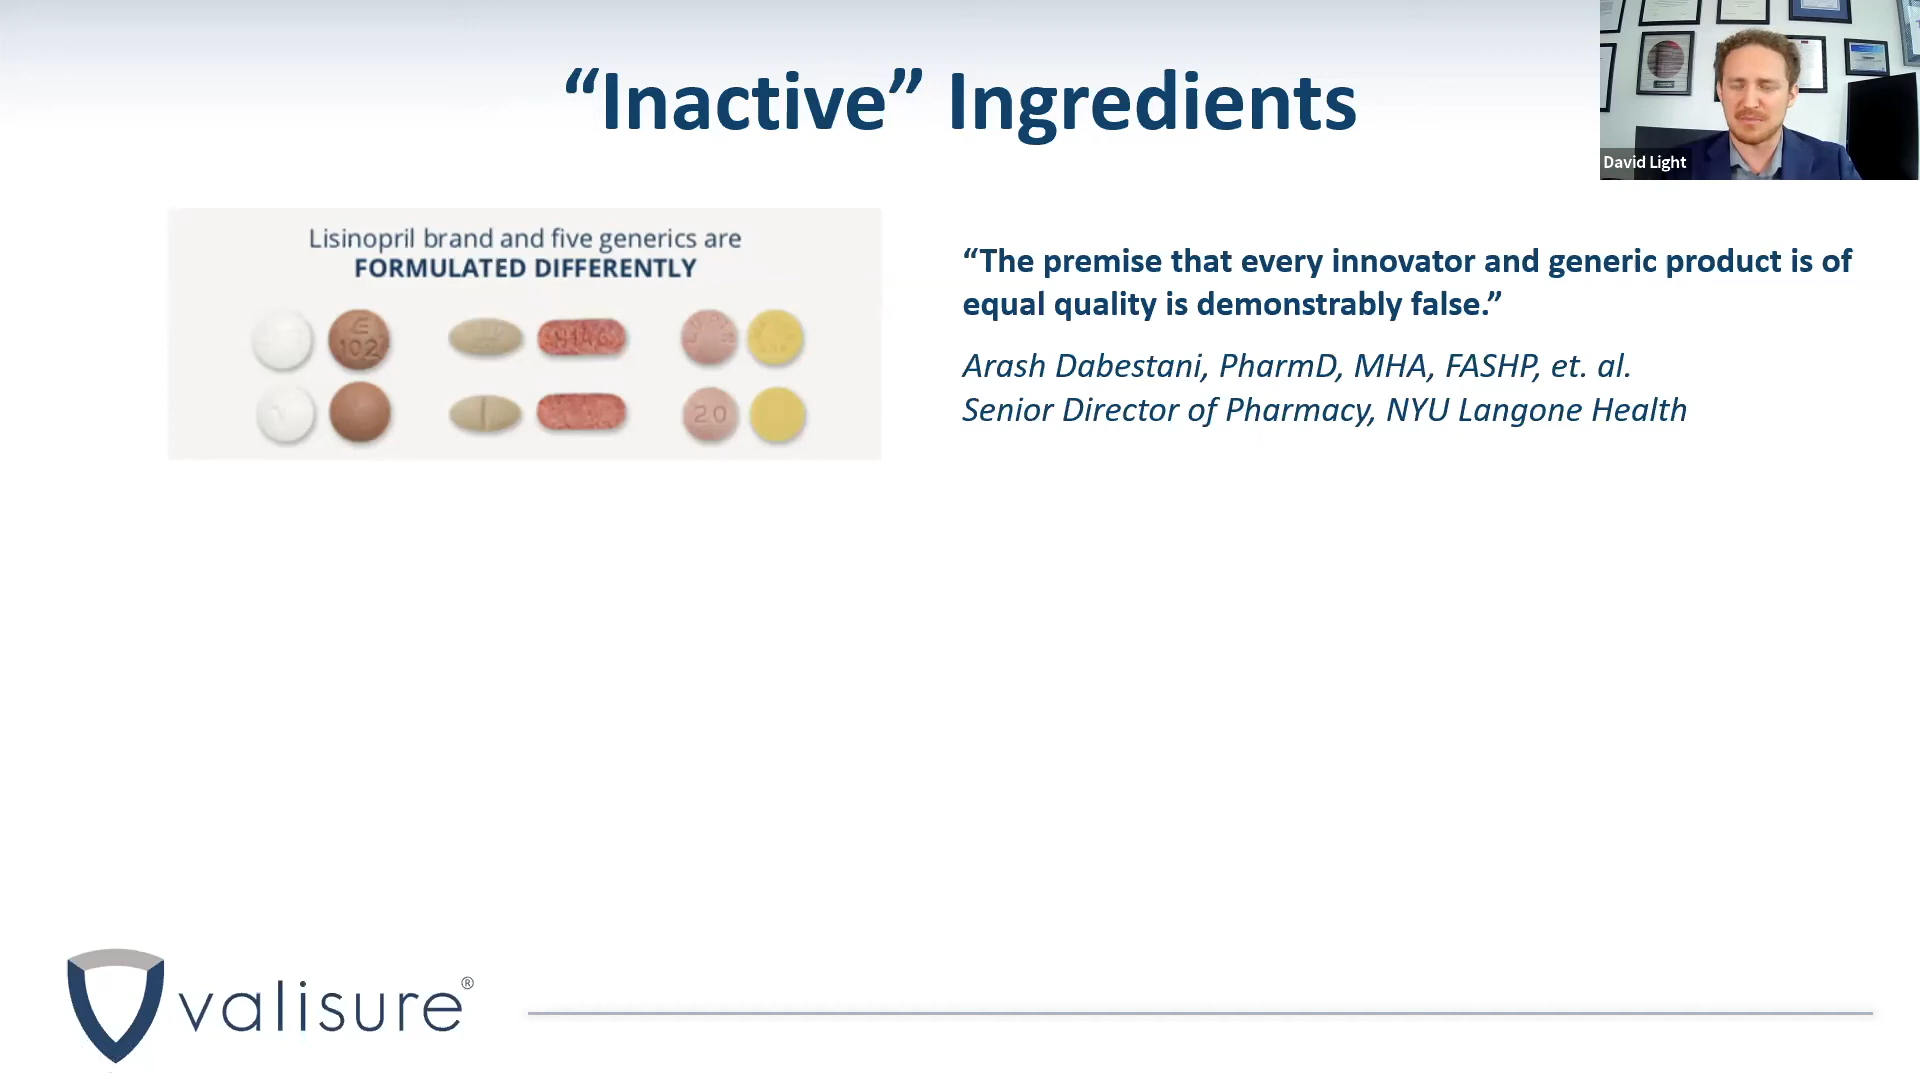 “Inactive” Ingredients
David Light
Lisinopril brand and five generics are
FORMULATED DIFFERENTLY
E
102
20
“The premise that every innovator and generic product is of
equal quality is demonstrably false.”
Arash Dabestani, PharmD, MHA, FASHP, et. al.
Senior Director of Pharmacy, NYU Langone Health
valisure®